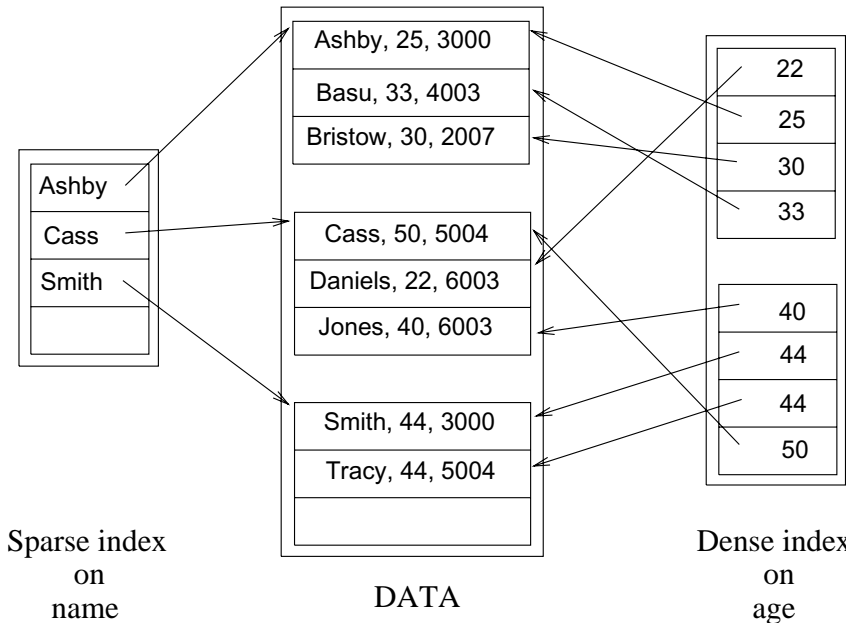 Ashby
Cass
Smith
Sparse index
on
name
Ashby, 25, 3000
Basu, 33, 4003
Bristow, 30, 2007
Cass, 50, 5004
Daniels, 22, 6003
Jones, 40, 6003
Smith, 44, 3000
Tracy, 44, 5004
DATA
22
25
30
33
40
44
44
50
Dense index
on
age